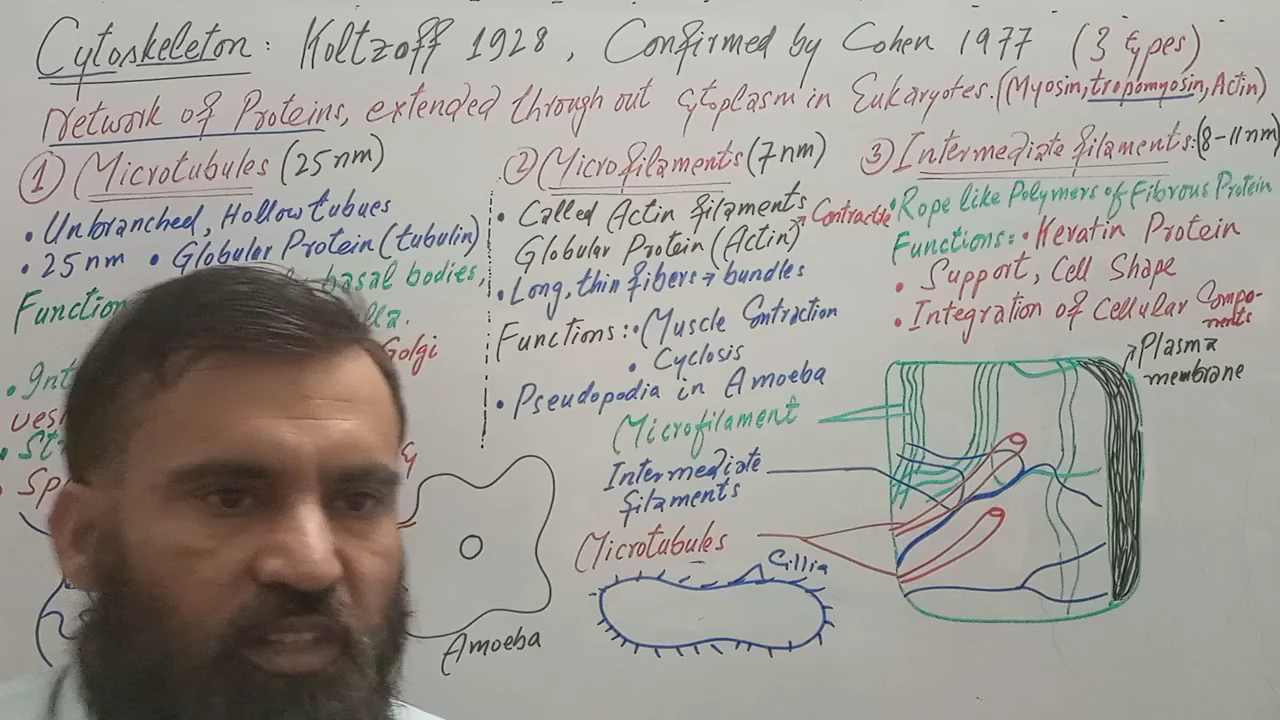 Cytoskeleton: Koltzoff 1928, Confirmed by Cohen 1977 (3 types)
Network of Proteins, extended through out cytoplasm in Eukaryotes. (Myosin, tropomyosin, Actin)
① Microtubules (25nm)
• Unbranched, Hollow tubues
• 25nm • Globular Protein (tubulin)
basal bodies,
Function
Golgi
② Microfilaments (7nm)
• Called Actin filaments
Globular Protein (Actin) → Contractile
• Long, thin fibers → bundles
Functions: • Muscle Contraction
• Cyclosis
• Pseudopodia in Amoeba
③ Intermediate filaments: (8-11nm)
• Rope like Polymers of Fibrous Protein
Functions: • Keratin Protein
• Support, Cell Shape
• Integration of Cellular Compo-
nents
Plasma
membrane
Microfilament
Intermediate
filaments
Microtubules
Cillia
Amoeba